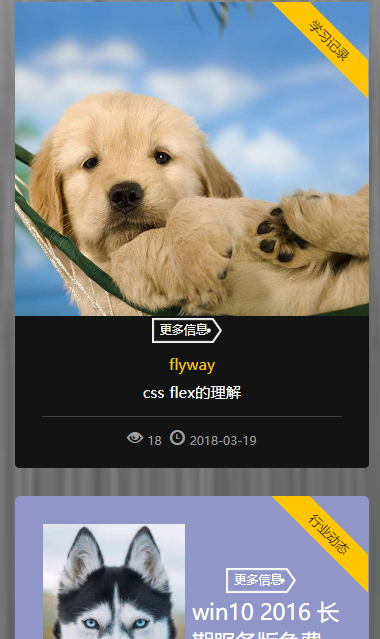 学习记录
更多信息
flyway
css flex的理解
18 2018-03-19
行业动态
更多信息
win10 2016 长
期服务版免费